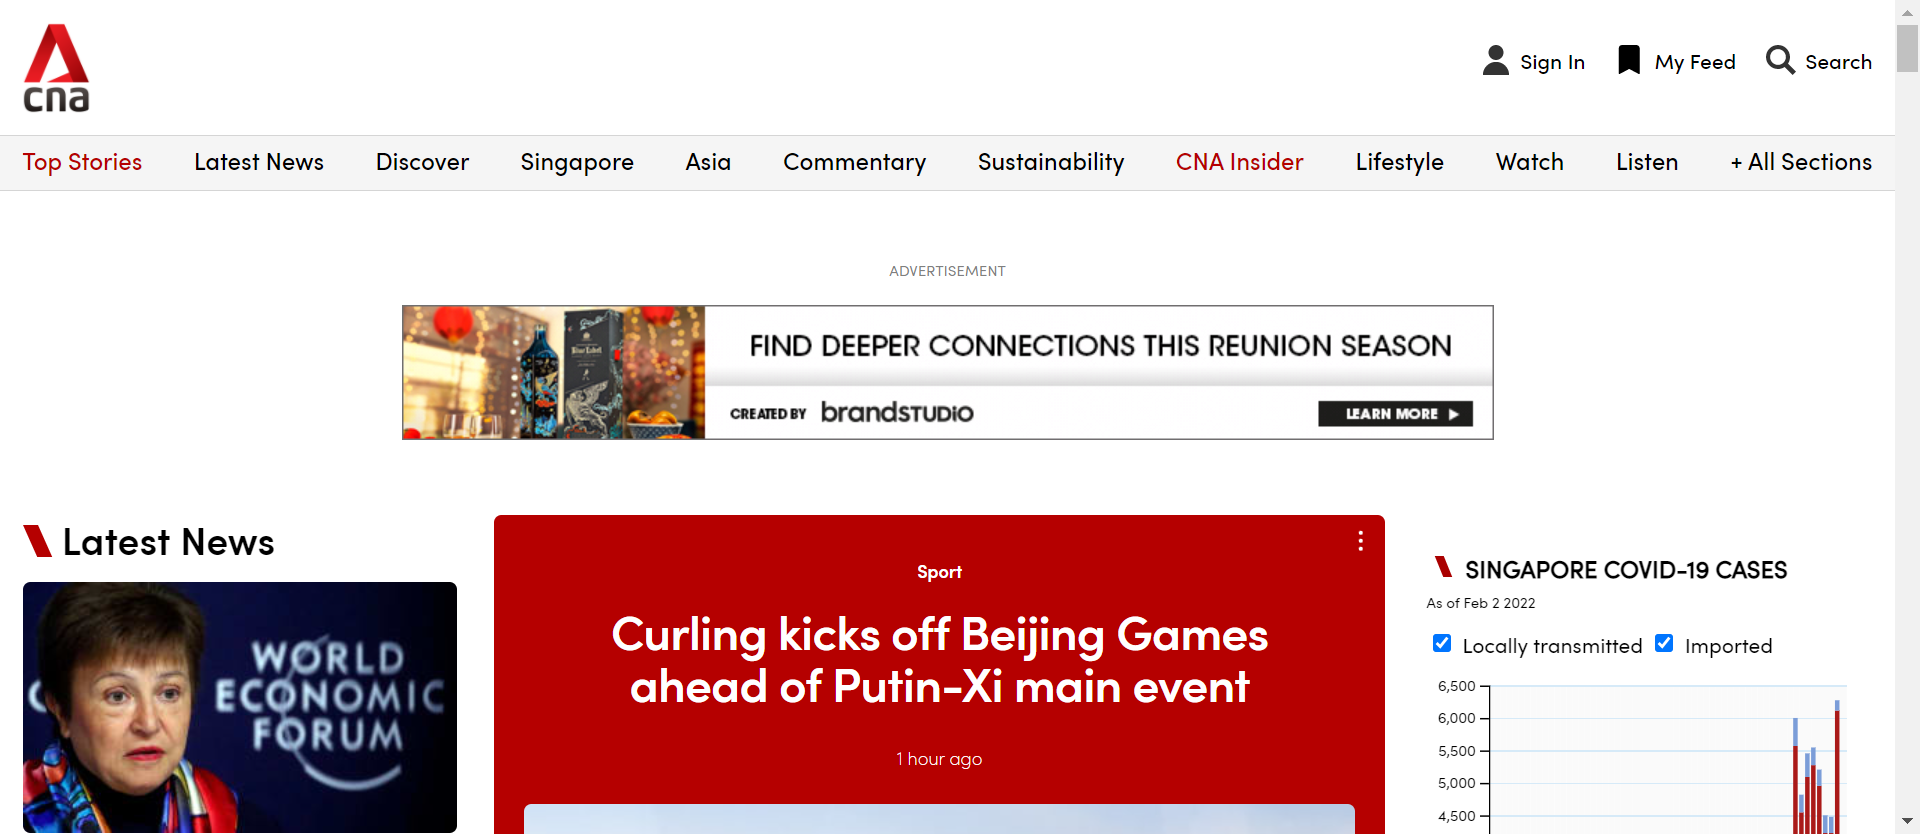 cna
Sign In
My Feed
Search
Top Stories
Latest News
Discover
Singapore
Asia
Commentary
Sustainability
CNA Insider
Lifestyle
Watch
Listen
+ All Sections
ADVERTISEMENT
Blue Label
FIND DEEPER CONNECTIONS THIS REUNION SEASON
CREATED BY brandSTUDIO
LEARN MORE
Latest News
WORLD
ECONOMIC
FORUM
Sport
Curling kicks off Beijing Games
ahead of Putin-Xi main event
1 hour ago
SINGAPORE COVID-19 CASES
As of Feb 2 2022
Locally transmitted
Imported
6,500
6,000
5,500
5,000
4,500